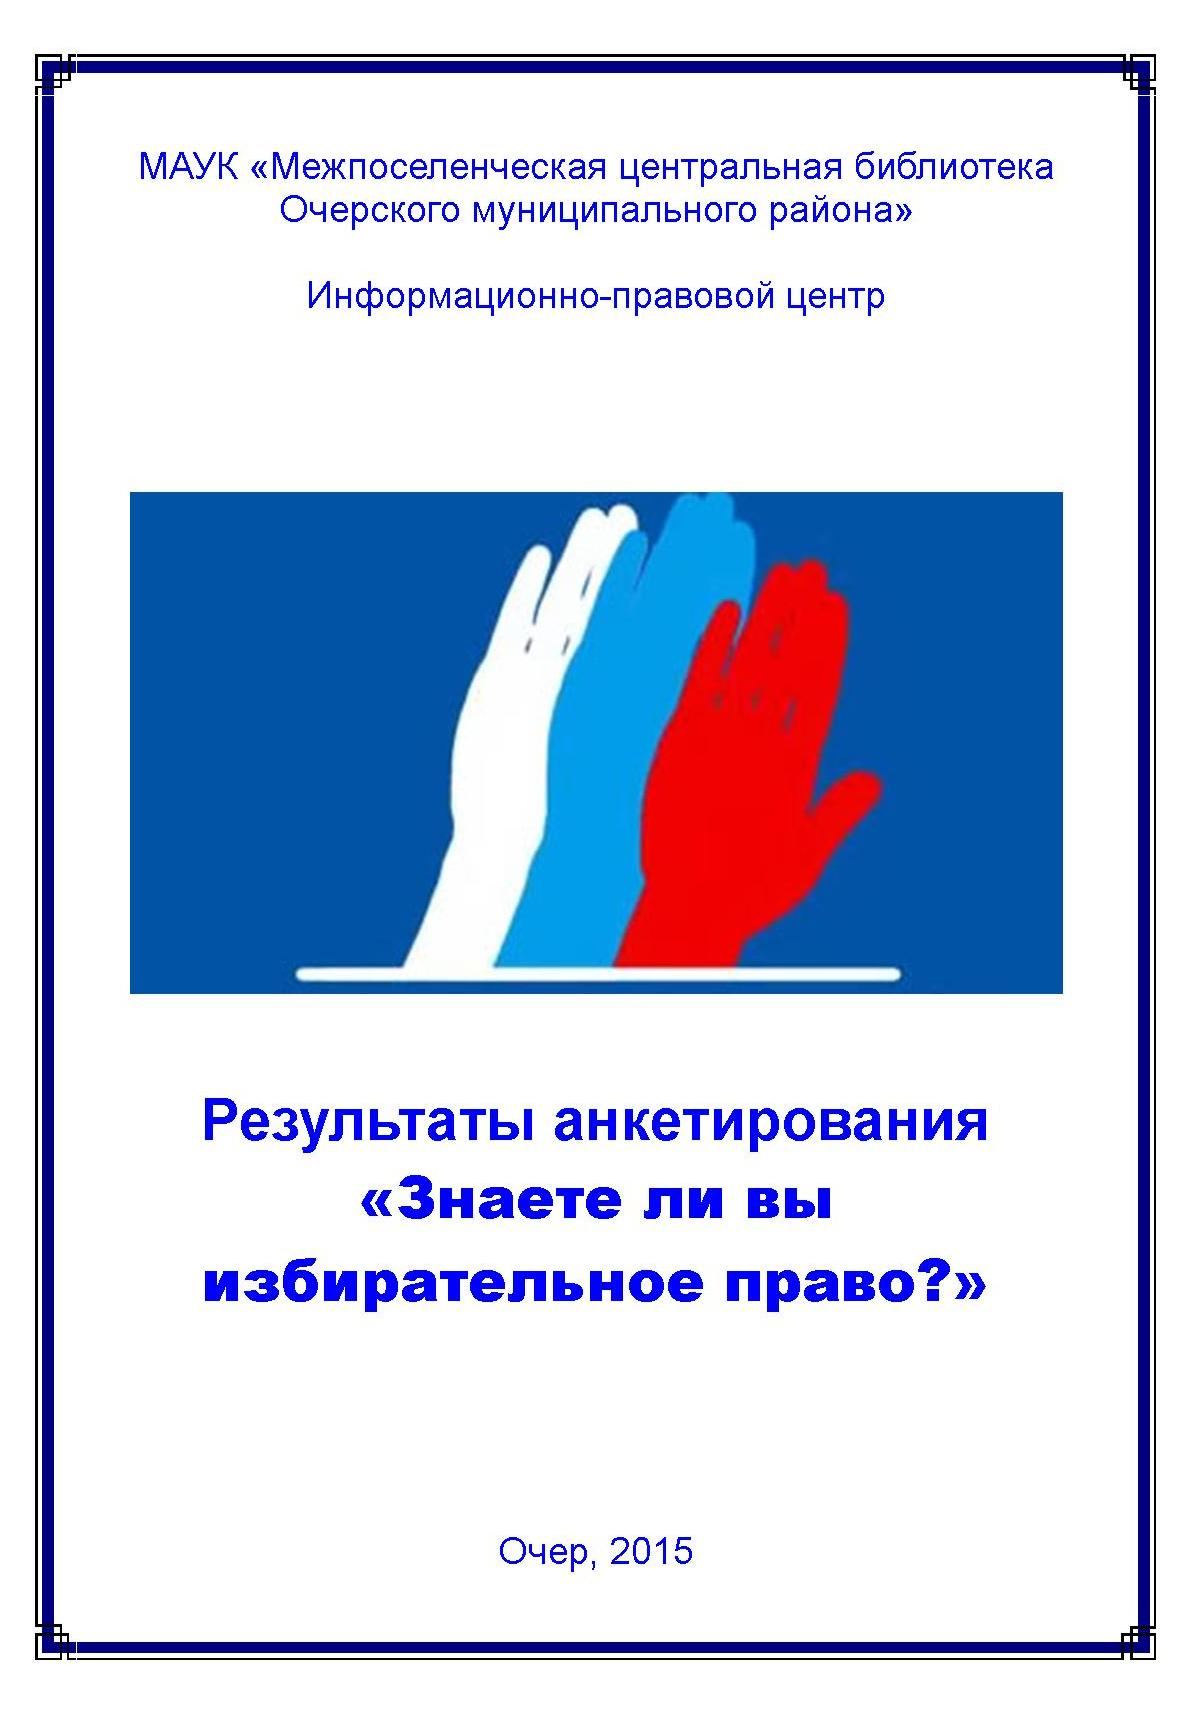 МАУК «Межпоселенческая центральная библиотека
Очерского муниципального района»
Информационно-правовой центр
Результаты анкетирования
«Знаете ли вы
избирательное право?»
Очер, 2015